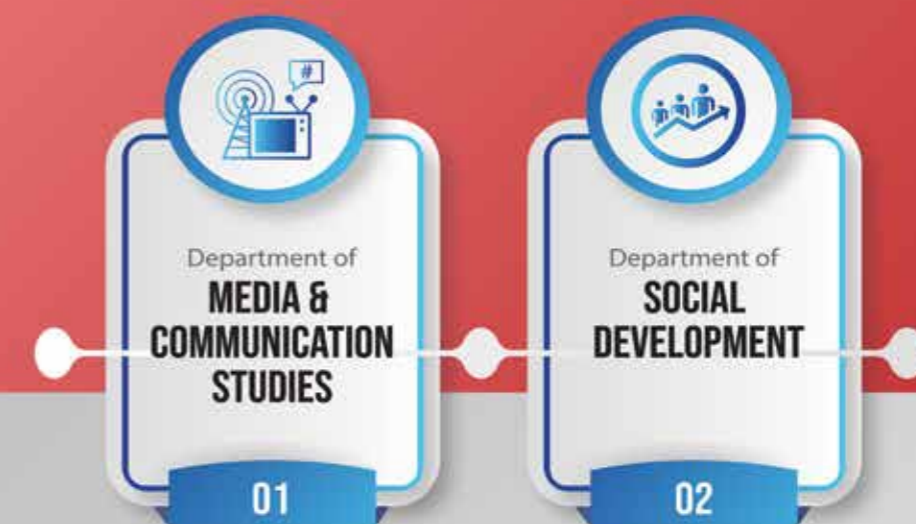 #
Department of
MEDIA &
COMMUNICATION
STUDIES
01
Department of
SOCIAL
DEVELOPMENT
02